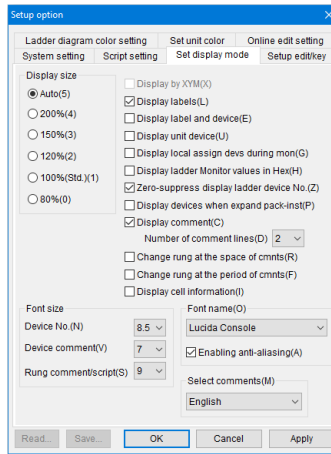 Setup option
Ladder diagram color setting Set unit color Online edit setting
System setting Script setting Set display mode Setup edit/key
Display size
Auto(5)
200%(4)
150%(3)
120%(2)
100%(Std.)(1)
80%(0)
Display by XYM(X)
Display labels(L)
Display label and device(E)
Display unit device(U)
Display local assign devs during mon(G)
Display ladder Monitor values in Hex(H)
Zero-suppress display ladder device No.(Z)
Display devices when expand pack-inst(P)
Display comment(C)
Number of comment lines(D) 2
Change rung at the space of cmnts(R)
Change rung at the period of cmnts(F)
Display cell information(I)
Font size
Device No.(N) 8.5
Device comment(V) 7
Rung comment/script(S) 9
Font name(O)
Lucida Console
Enabling anti-aliasing(A)
Select comments(M)
English
Read... Save... OK Cancel Apply